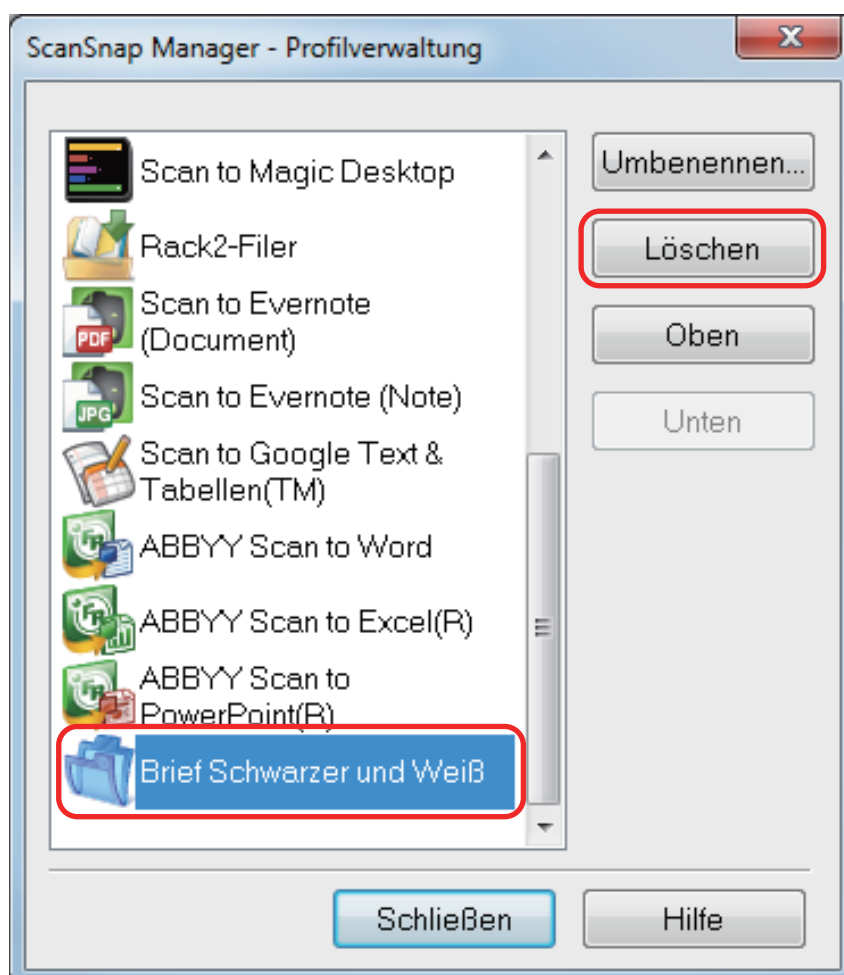 ScanSnap Manager - Profilverwaltung
Scan to Magic Desktop
Rack2-Filer
Scan to Evernote
(Document)
PDF
Scan to Evernote (Note)
JPG
Scan to Google Text &
Tabellen(TM)
ABBYY Scan to Word
ABBYY Scan to Excel(R)
ABBYY Scan to
PowerPoint(R)
Brief Schwarzer und Weiß
Umbenennen...
Löschen
Oben
Unten
Schließen
Hilfe